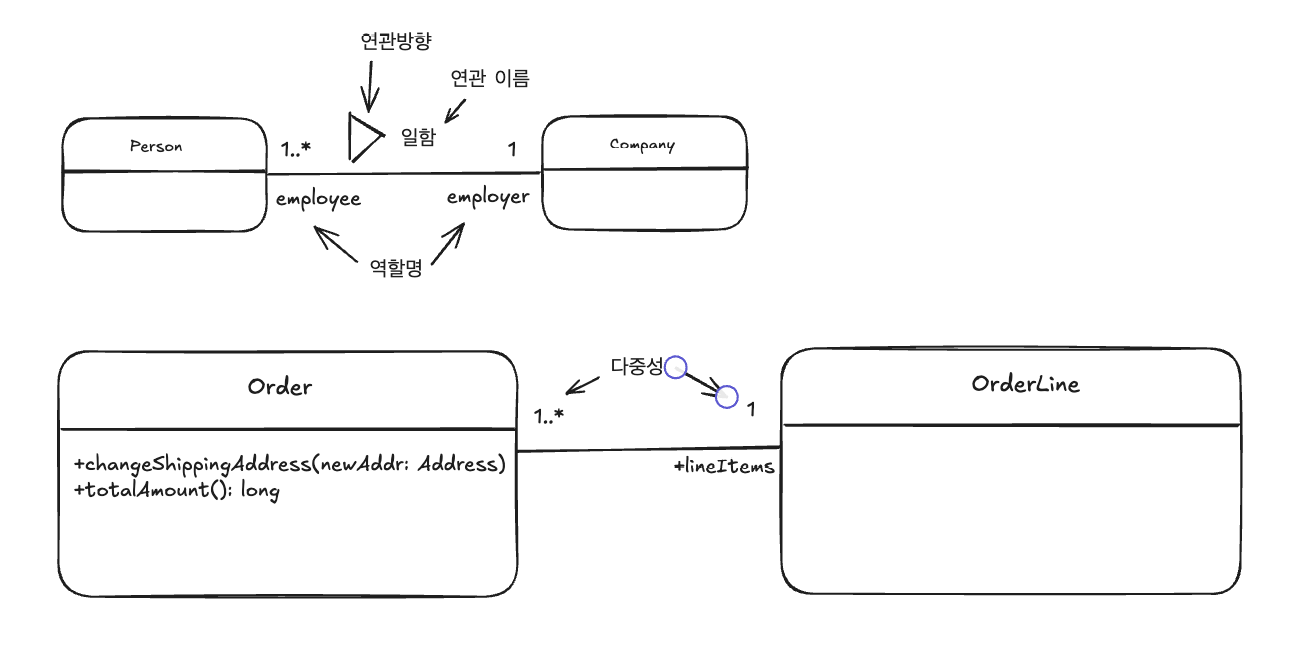 연관방향
연관 이름
Person
1..*
일함
1
Company
employee
employer
역할명
Order
다중성
1..*
1
OrderLine
+changeShippingAddress(newAddr: Address)
+totalAmount(): long
+lineItems